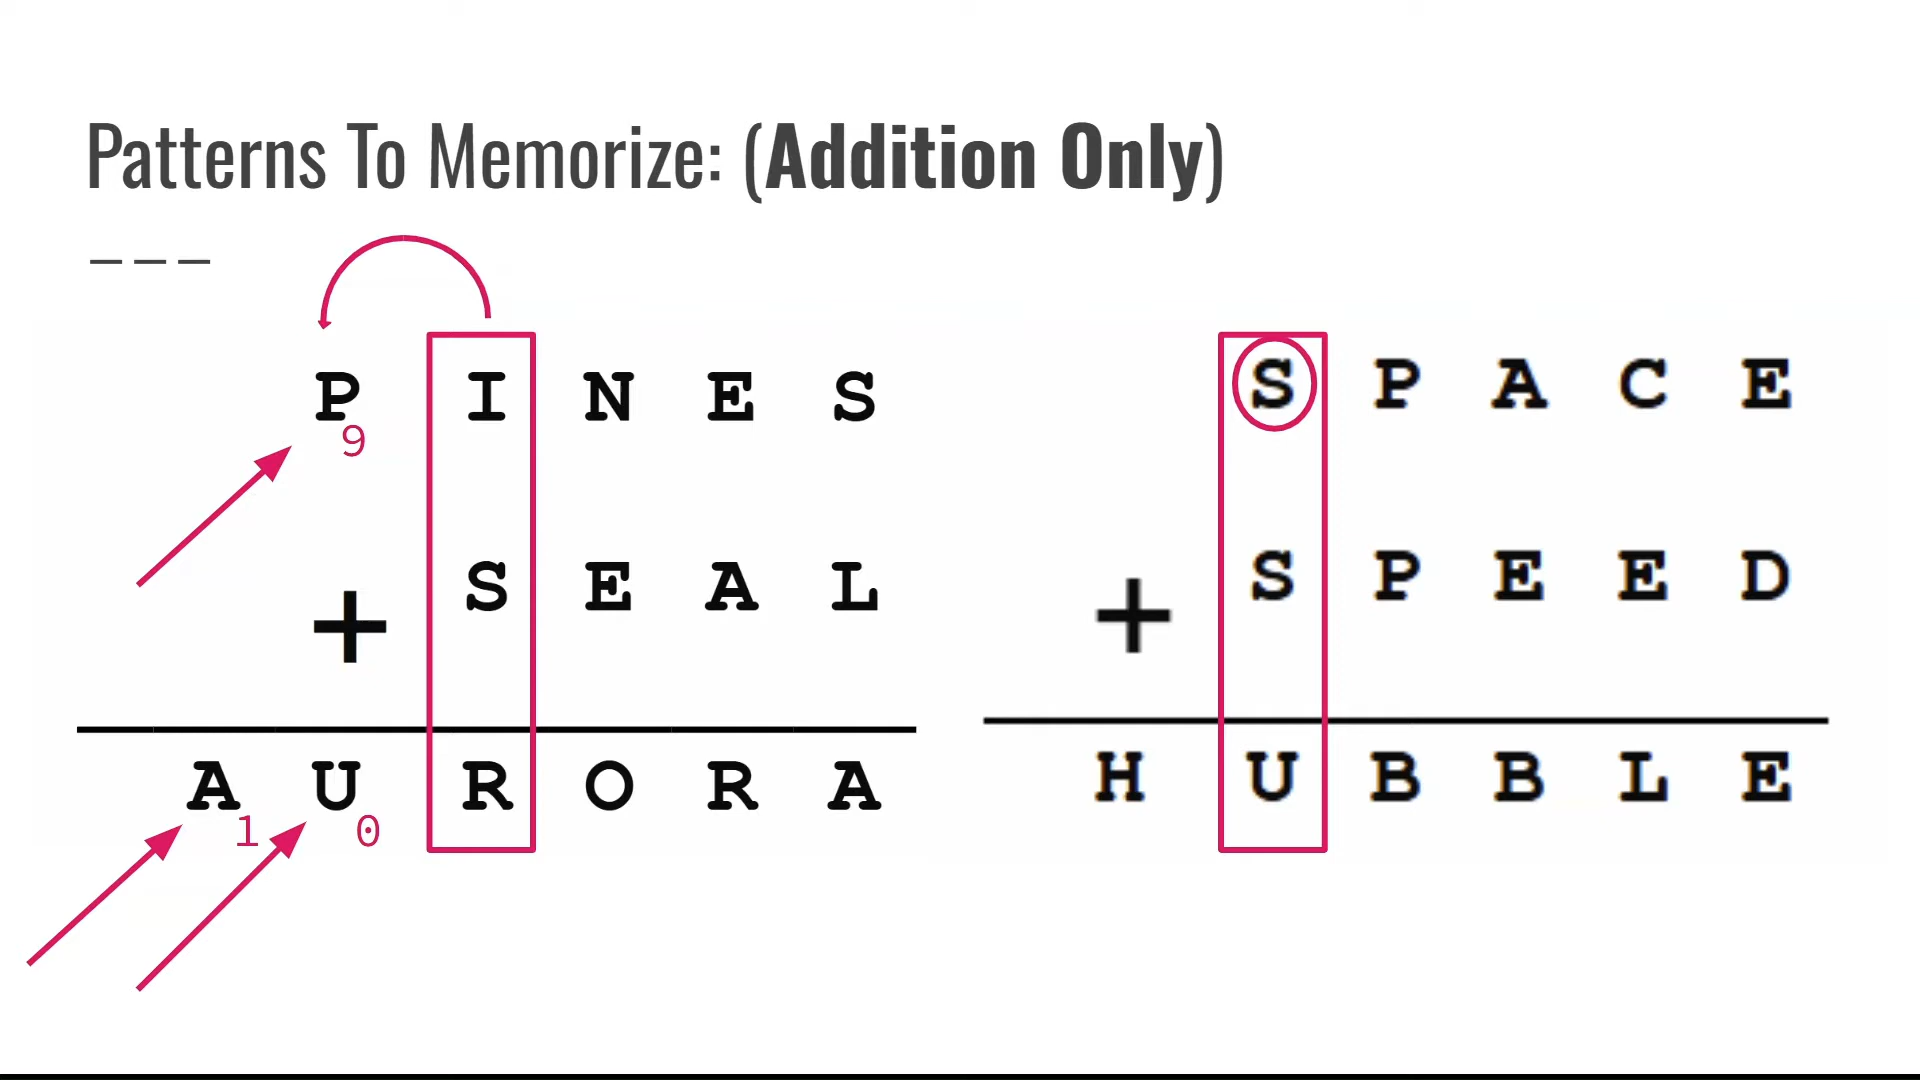 Patterns To Memorize: (Addition Only)
---
P I N E S
9
+ S E A L
A U R O R A
1 0
S P A C E
+ S P E E D
H U B B L E